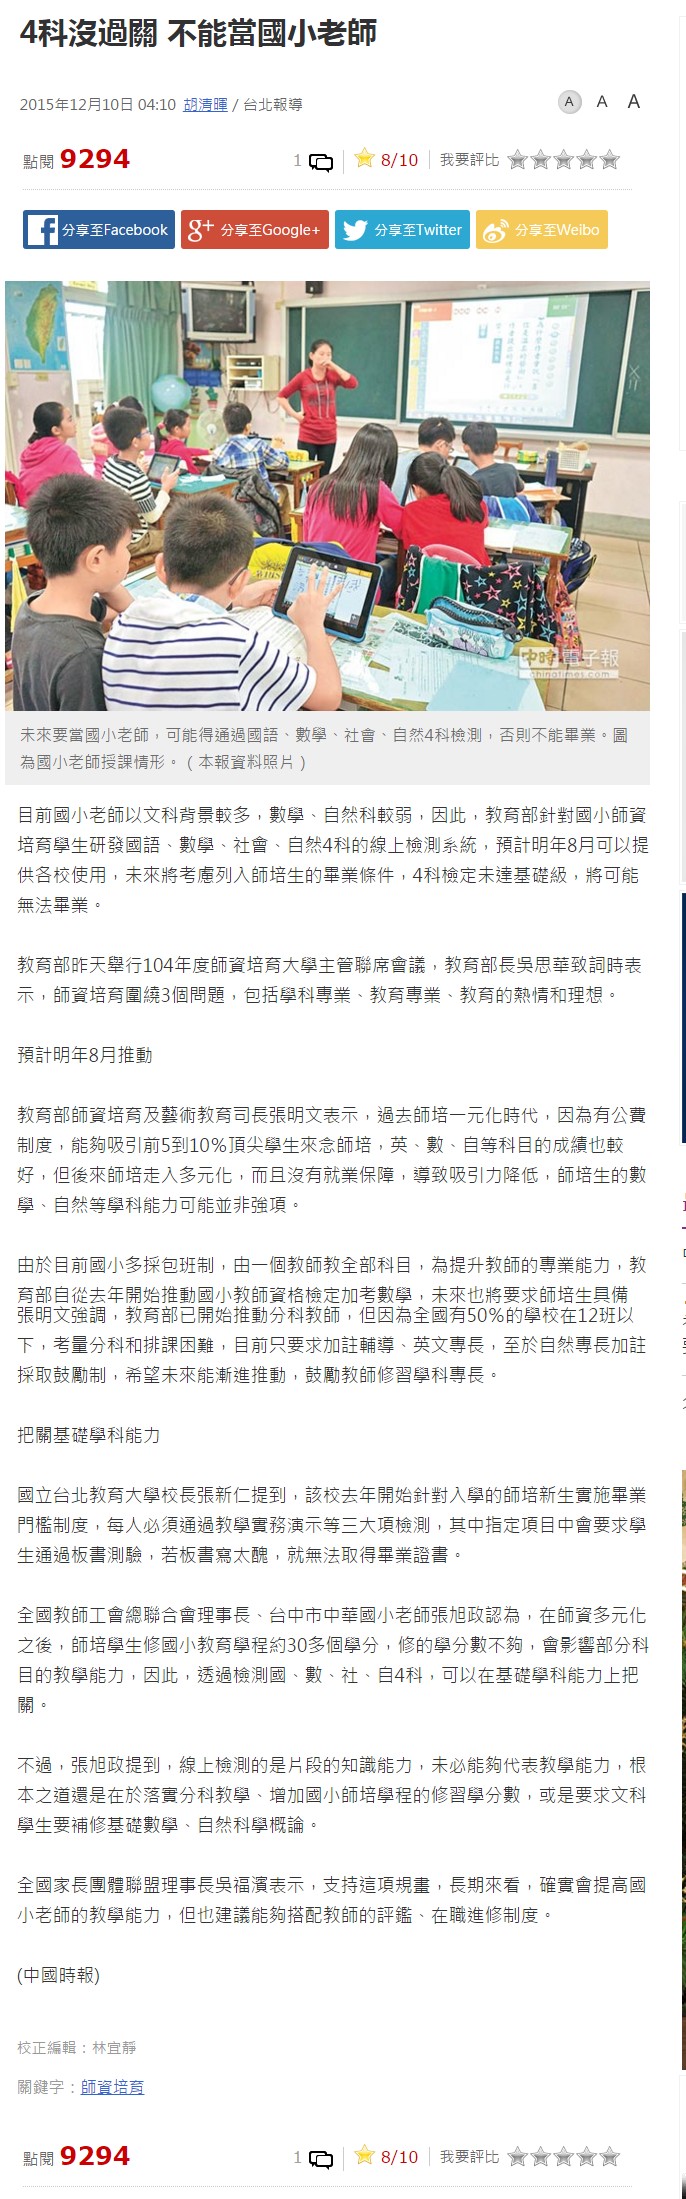 4科沒過關 不能當國小老師
2015年12月10日 04:10 胡清暉 / 台北報導
A A A
點閱 9294 1 8/10 我要評比
分享至Facebook 分享至Google+ 分享至Twitter 分享至Weibo
中時電子報
chinatimes.com
未來要當國小老師，可能得通過國語、數學、社會、自然4科檢測，否則不能畢業。圖
為國小老師授課情形。（本報資料照片）
目前國小老師以文科背景較多，數學、自然科較弱，因此，教育部針對國小師資
培育學生研發國語、數學、社會、自然4科的線上檢測系統，預計明年8月可以提
供各校使用，未來將考慮列入師培生的畢業條件，4科檢定未達基礎級，將可能
無法畢業。
教育部昨天舉行104年度師資培育大學主管聯席會議，教育部長吳思華致詞時表
示，師資培育圍繞3個問題，包括學科專業、教育專業、教育的熱情和理想。
預計明年8月推動
教育部師資培育及藝術教育司長張明文表示，過去師培一元化時代，因為有公費
制度，能夠吸引前5到10%頂尖學生來念師培，英、數、自等科目的成績也較
好，但後來師培走入多元化，而且沒有就業保障，導致吸引力降低，師培生的數
學、自然等學科能力可能並非強項。
由於目前國小多採包班制，由一個教師教全部科目，為提升教師的專業能力，教
育部自從去年開始推動國小教師資格檢定加考數學，未來也將要求師培生具備
張明文強調，教育部已開始推動分科教師，但因為全國有50%的學校在12班以
下，考量分科和排課困難，目前只要求加註輔導、英文專長，至於自然專長加註
採取鼓勵制，希望未來能漸進推動，鼓勵教師修習學科專長。
把關基礎學科能力
國立台北教育大學校長張新仁提到，該校去年開始針對入學的師培新生實施畢業
門檻制度，每人必須通過教學實務演示等三大項檢測，其中指定項目中會要求學
生通過板書測驗，若板書寫太醜，就無法取得畢業證書。
全國教師工會總聯合會理事長、台中市中華國小老師張旭政認為，在師資多元化
之後，師培學生修國小教育學程約30多個學分，修的學分數不夠，會影響部分科
目的教學能力，因此，透過檢測國、數、社、自4科，可以在基礎學科能力上把
關。
不過，張旭政提到，線上檢測的是片段的知識能力，未必能夠代表教學能力，根
本之道還是在於落實分科教學、增加國小師培學程的修習學分數，或是要求文科
學生要補修基礎數學、自然科學概論。
全國家長團體聯盟理事長吳福濱表示，支持這項規畫，長期來看，確實會提高國
小老師的教學能力，但也建議能夠搭配教師的評鑑、在職進修制度。
(中國時報)
校正編輯：林宜靜
關鍵字：師資培育
點閱 9294 1 8/10 我要評比